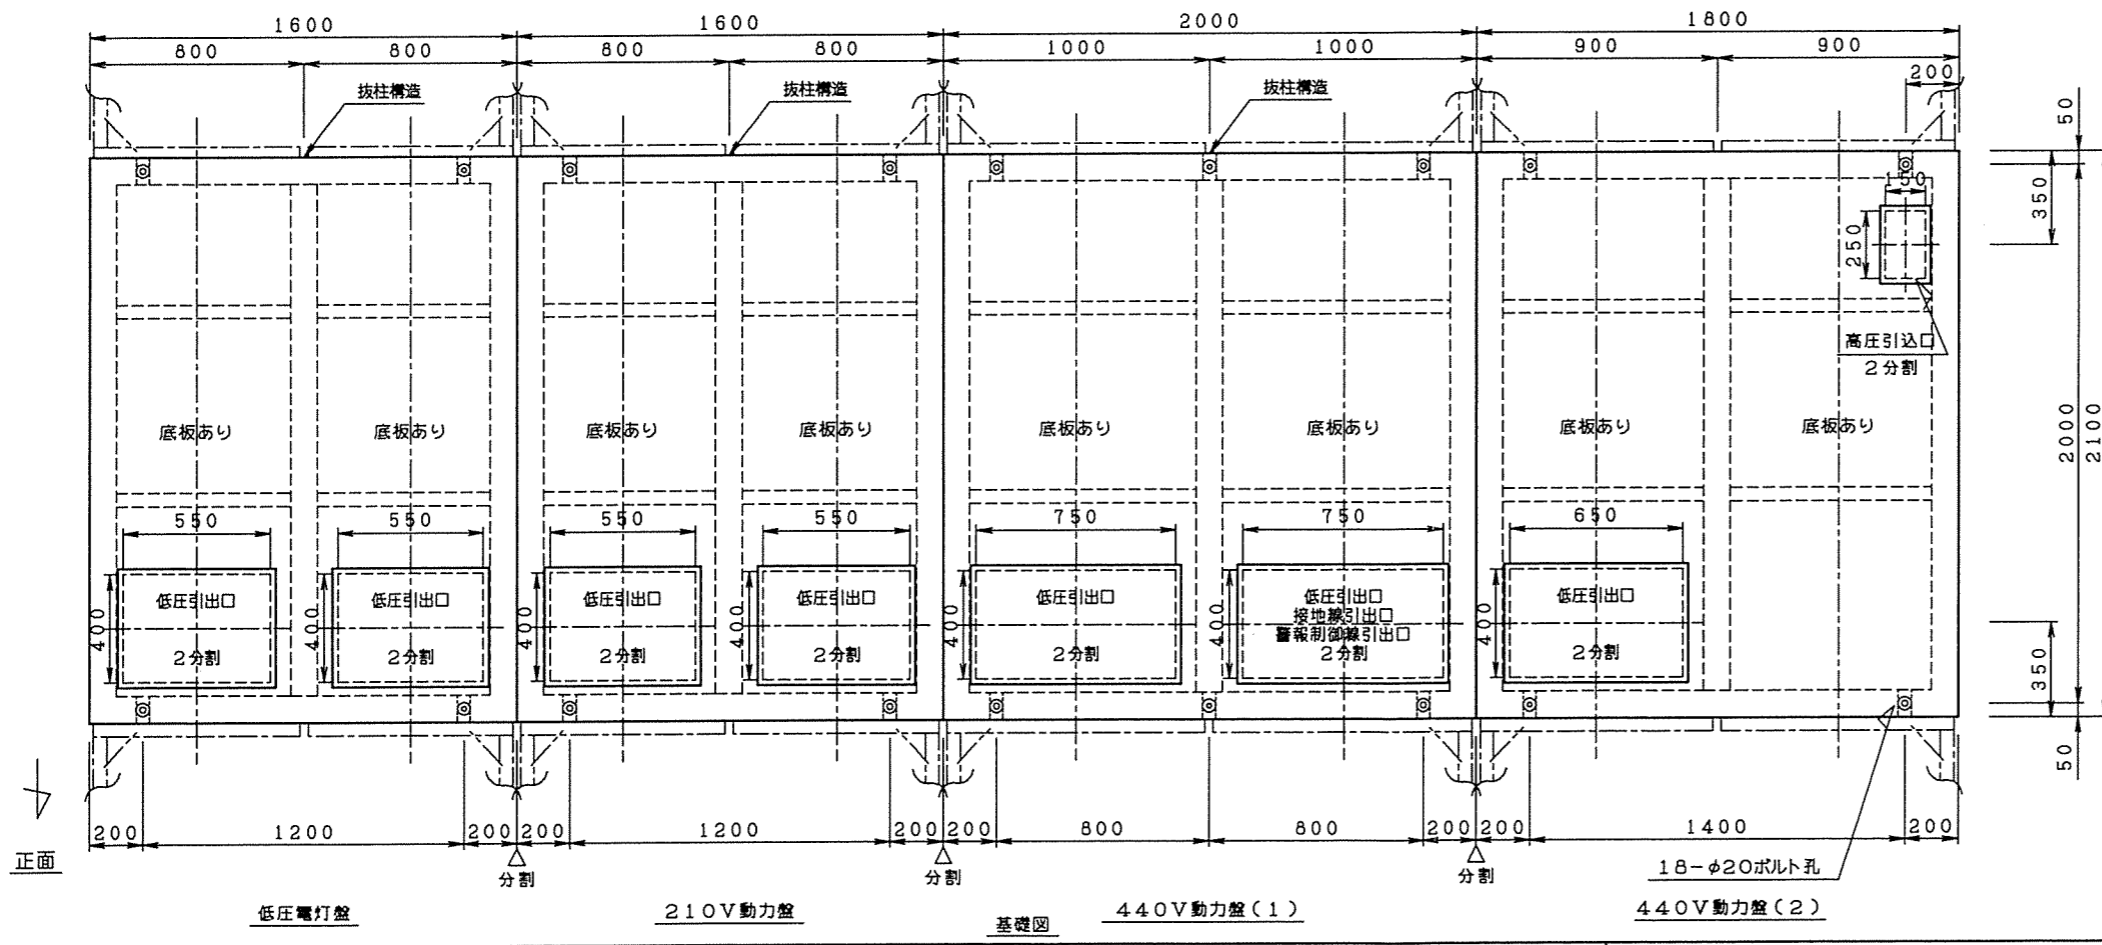 1600 1600 2000 1800
800 800 800 800 1000 1000 900 900
200
抜柱構造 抜柱構造 抜柱構造
50
150
350
250
高圧引込口
2分割
底板あり 底板あり 底板あり 底板あり 底板あり 底板あり 底板あり 底板あり
2000
2100
550 550 550 550 750 750 650
400 低圧引出口 400 低圧引出口 400 低圧引出口 400 低圧引出口 400 低圧引出口 400 低圧引出口 400 低圧引出口
接地線引出口
警報制御線引出口
2分割 2分割 2分割 2分割 2分割 2分割 2分割
350
50
200 1200 200 200 1200 200 200 800 800 200 200 1400 200
正面
分割 分割 分割
18-φ20ボルト孔
低圧電灯盤 210V動力盤 440V動力盤(1) 440V動力盤(2)
基礎図